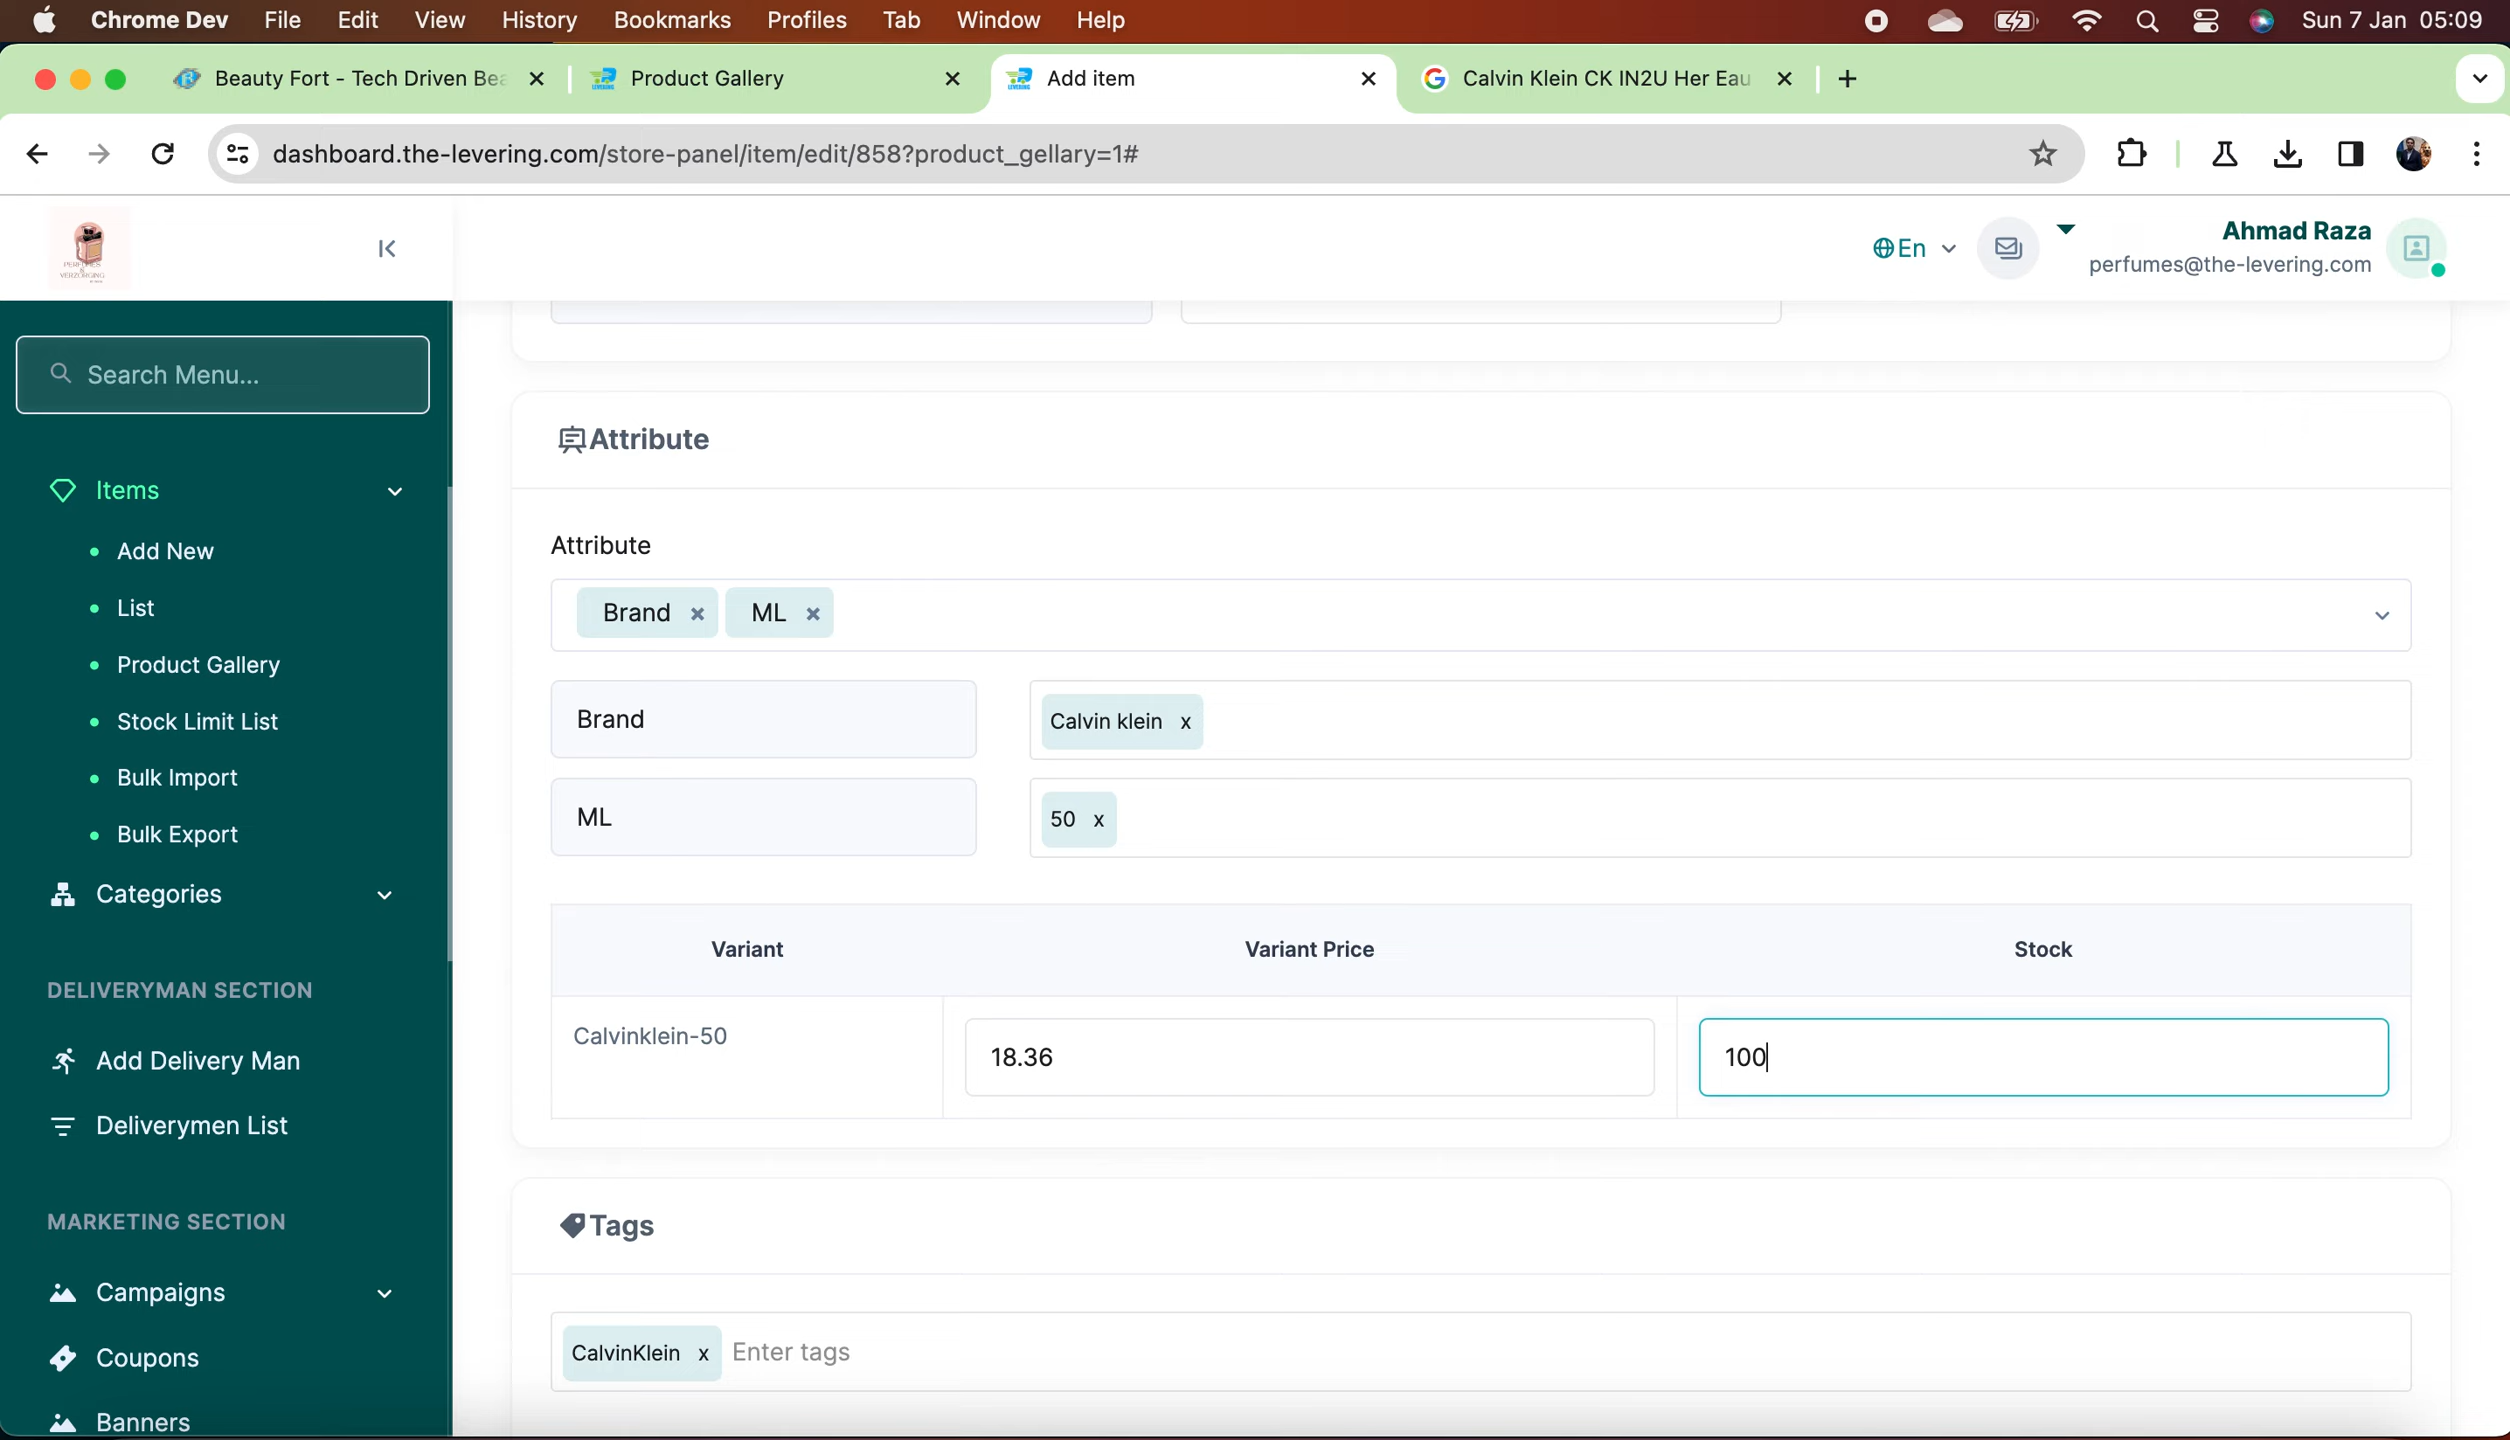 Chrome Dev File Edit View History Bookmarks Profiles Tab Window Help Sun 7 Jan 05:09
Beauty Fort - Tech Driven Bea Product Gallery Add item Calvin Klein CK IN2U Her Eau
dashboard.the-levering.com/store-panel/item/edit/858?product_gellary=1#
PERFUMES
&
VERZORGING
En
Ahmad Raza
perfumes@the-levering.com
Search Menu...
Items
Add New
List
Product Gallery
Stock Limit List
Bulk Import
Bulk Export
Categories
DELIVERYMAN SECTION
Add Delivery Man
Deliverymen List
MARKETING SECTION
Campaigns
Coupons
Banners
Attribute
Attribute
Brand × ML ×
Brand Calvin klein x
ML 50 x
Variant Variant Price Stock
Calvinklein-50 18.36 100
Tags
CalvinKlein x Enter tags